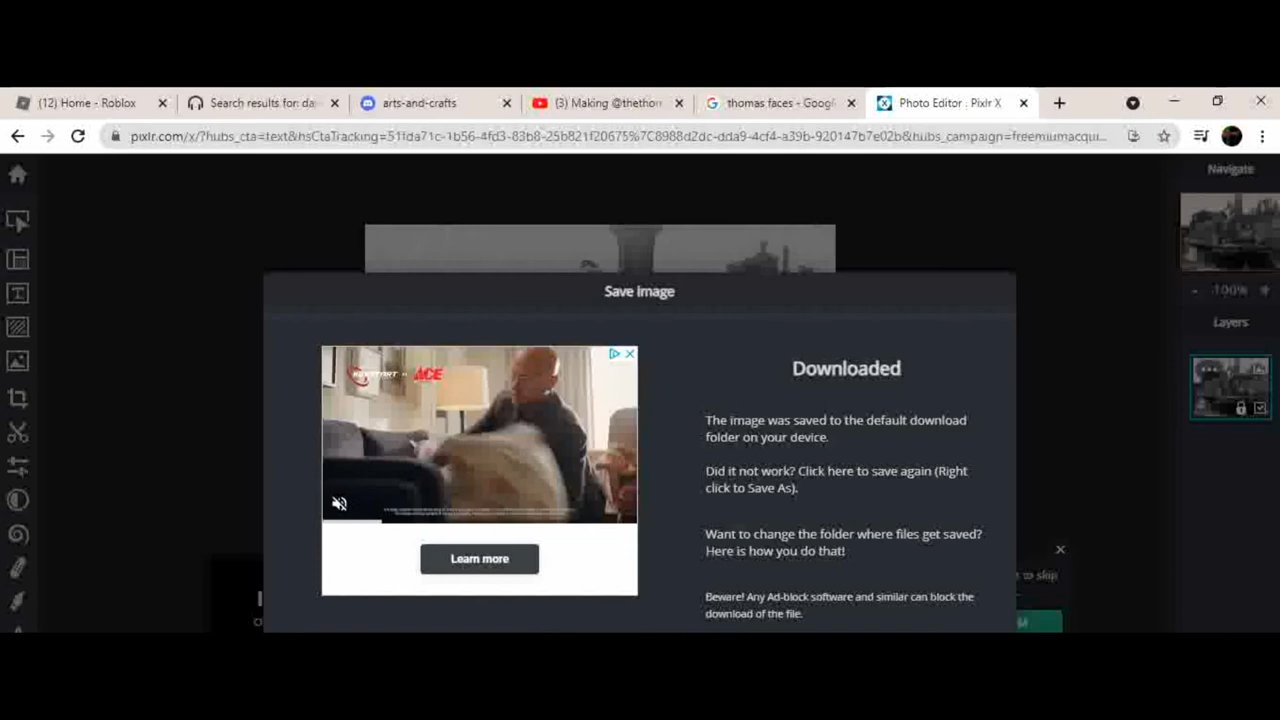 (12) Home - Roblox
Search results for: da
arts-and-crafts
(3) Making @thethom
thomas faces - Googl
Photo Editor : Pixlr X
pixlr.com/x/?hubs_cta=text&hsCtaTracking=511da71c-1b56-4fd3-83b8-25b821f20675%7C8988d2dc-dda9-4cf4-a39b-920147b7e02b&hubs_campaign=freemiumacqui...
Navigate
100%
Layers
Save image
ACE
Learn more
Downloaded
The image was saved to the default download
folder on your device.
Did it not work? Click here to save again (Right
click to Save As).
Want to change the folder where files get saved?
Here is how you do that!
Beware! Any Ad-block software and similar can block the
download of the file.
to skip